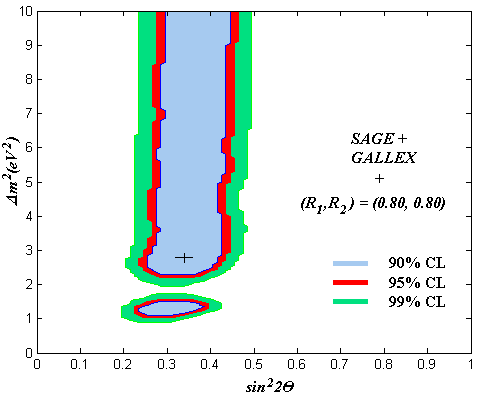 10
9
8
7
6
5
4
3
2
1
0
Δm²(eV²)
SAGE +
GALLEX
+
(R₁,R₂ ) = (0.80, 0.80)
90% CL
95% CL
99% CL
0 0.1 0.2 0.3 0.4 0.5 0.6 0.7 0.8 0.9 1
sin²2Θ